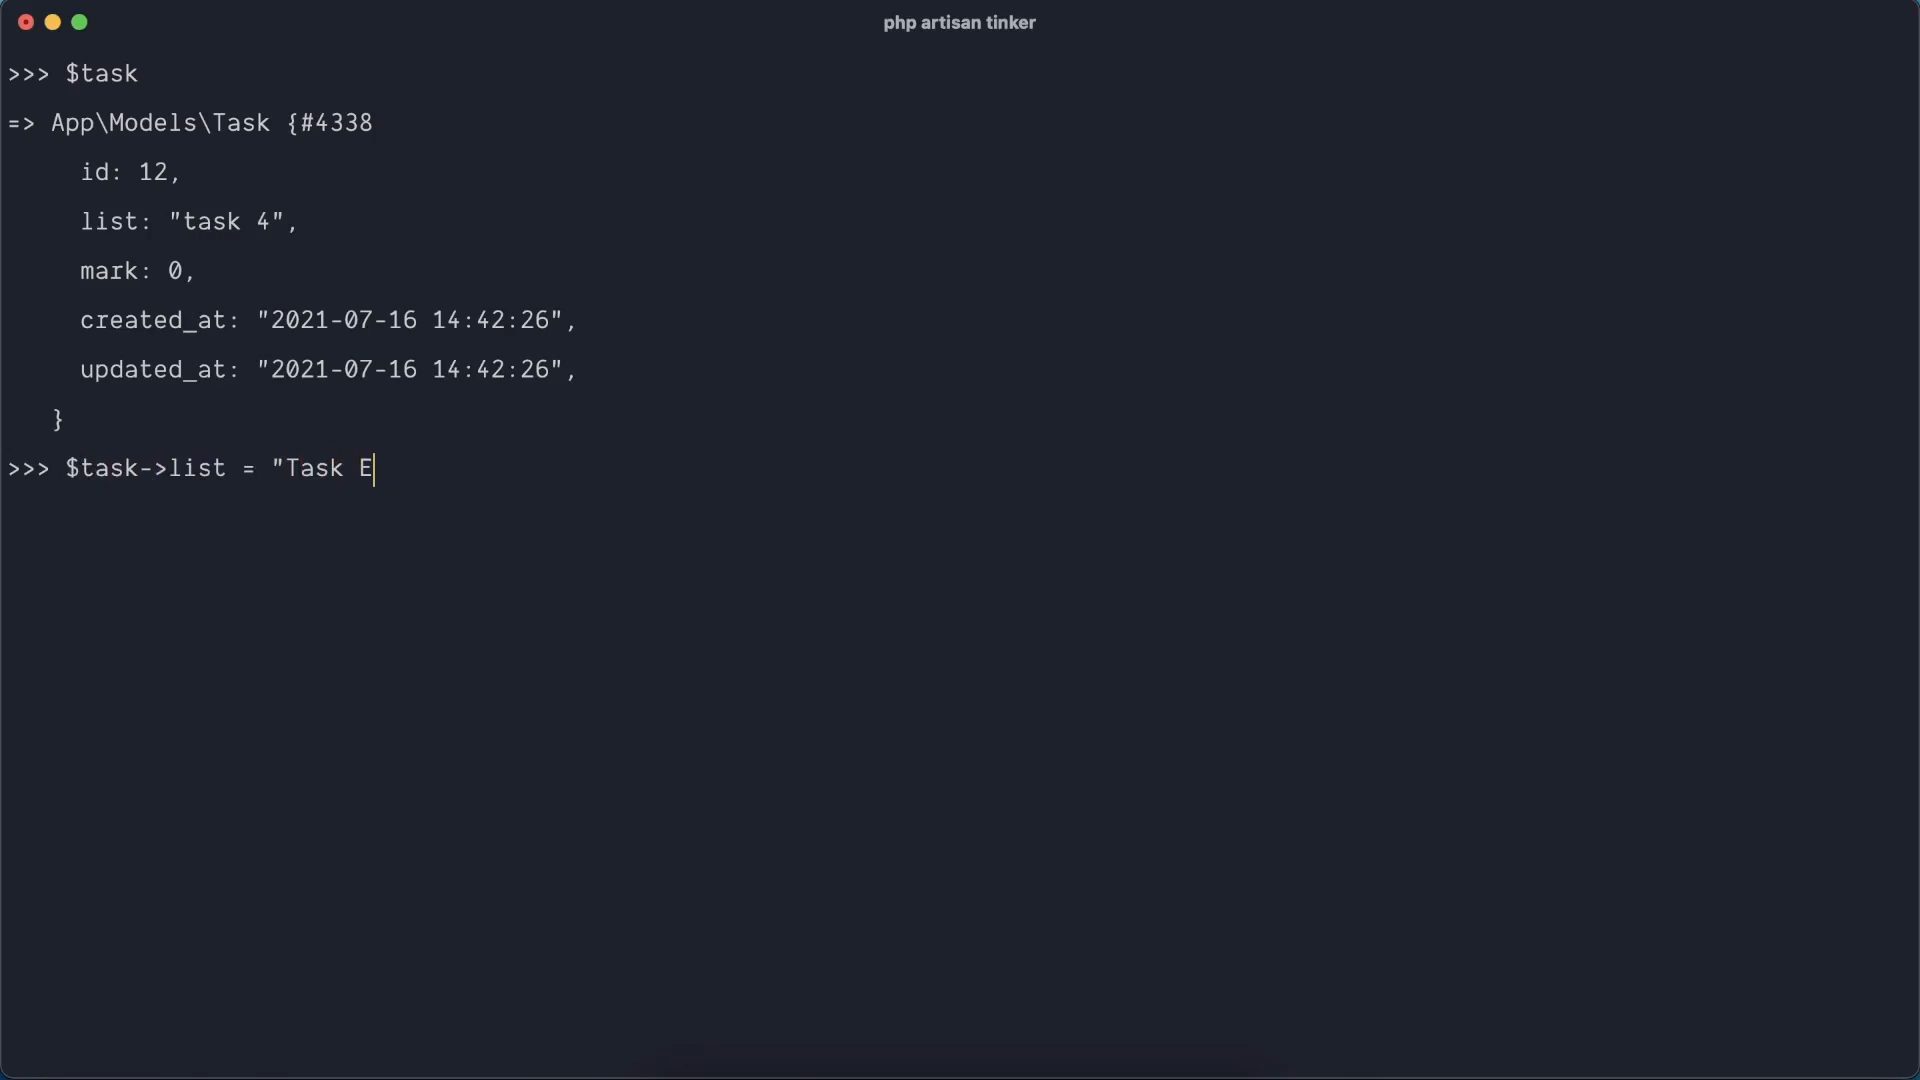 php artisan tinker
>>> $task
=> App\Models\Task {#4338
id: 12,
list: "task 4",
mark: 0,
created_at: "2021-07-16 14:42:26",
updated_at: "2021-07-16 14:42:26",
}
>>> $task->list = "Task E